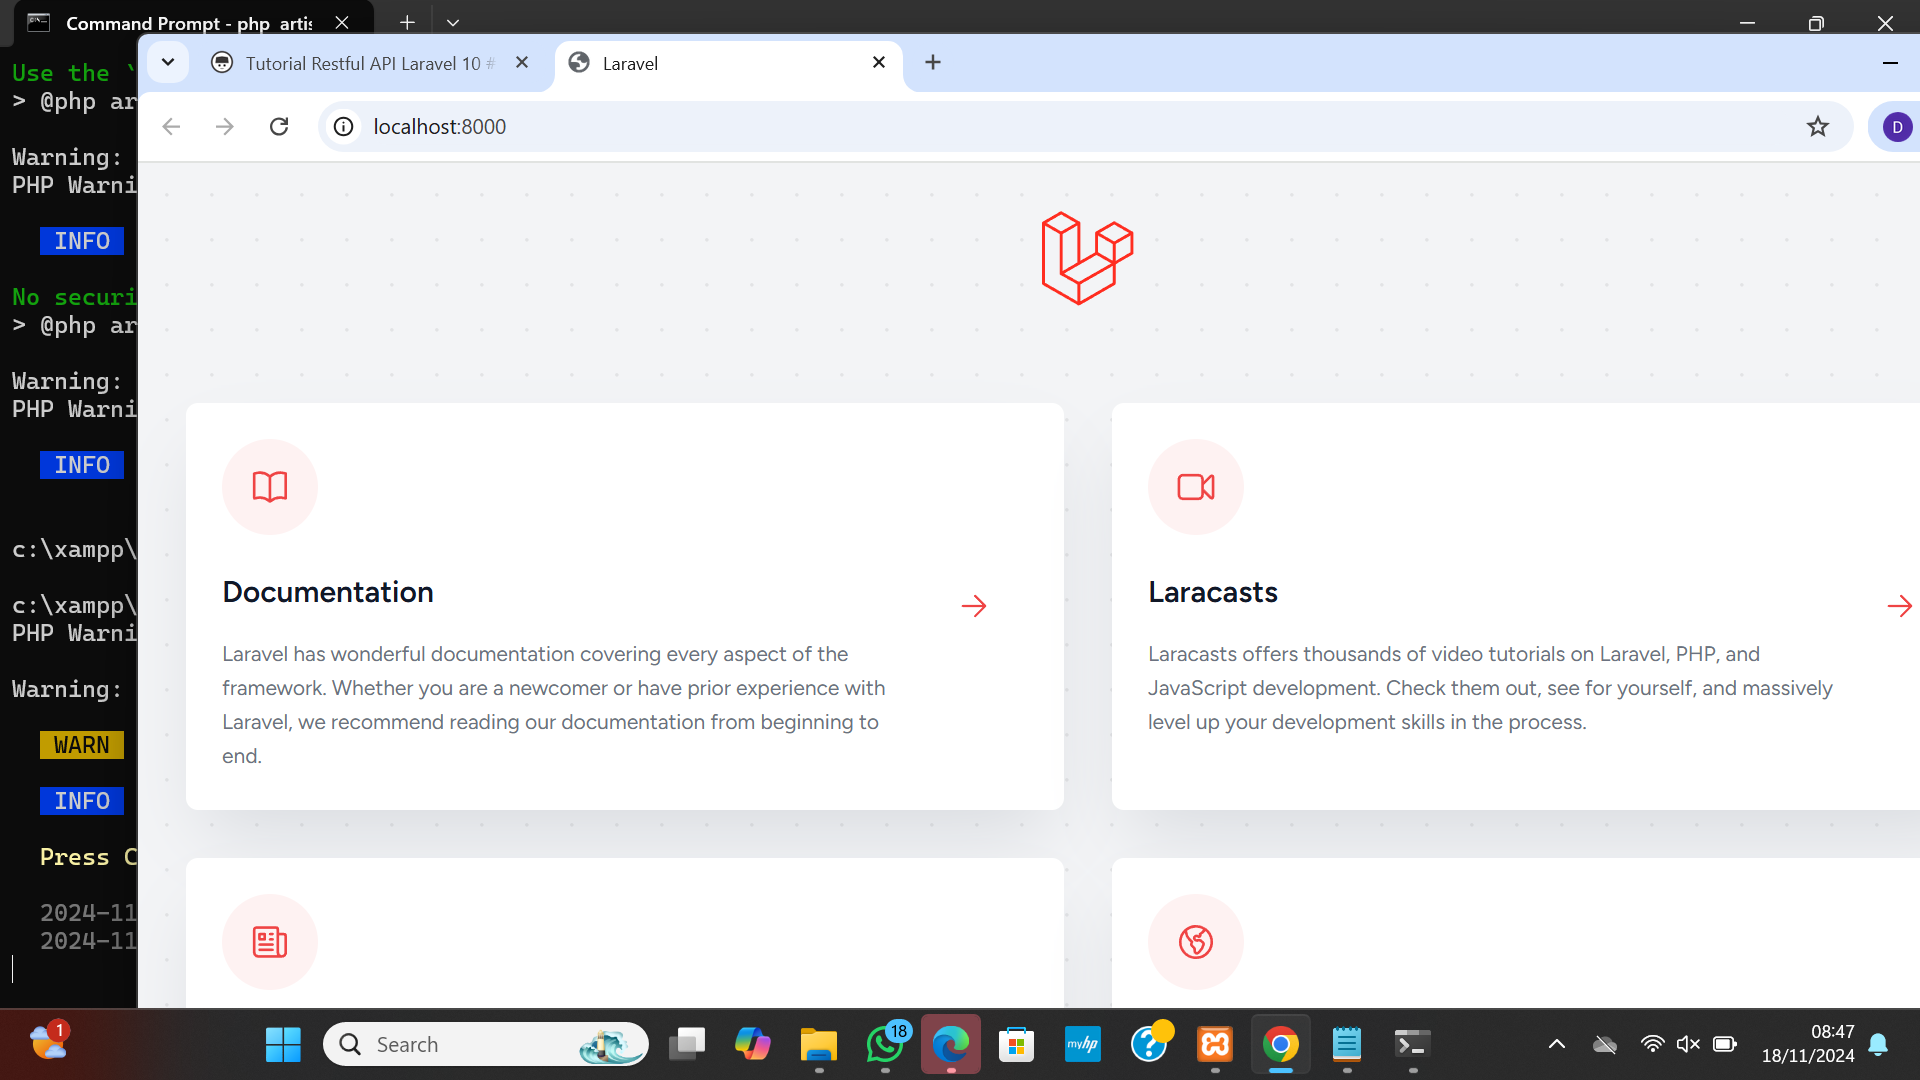 Command Prompt - php artis
Use the `
> @php ar
Warning:
PHP Warni
INFO
No securi
> @php ar
Warning:
PHP Warni
INFO
c:\xampp\
c:\xampp\
PHP Warni
Warning:
WARN
INFO
Press C
2024-11
2024-11
Tutorial Restful API Laravel 10 #
Laravel
localhost:8000
D
Documentation
Laravel has wonderful documentation covering every aspect of the
framework. Whether you are a newcomer or have prior experience with
Laravel, we recommend reading our documentation from beginning to
end.
Laracasts
Laracasts offers thousands of video tutorials on Laravel, PHP, and
JavaScript development. Check them out, see for yourself, and massively
level up your development skills in the process.
1
Search
18
myhp
08:47
18/11/2024